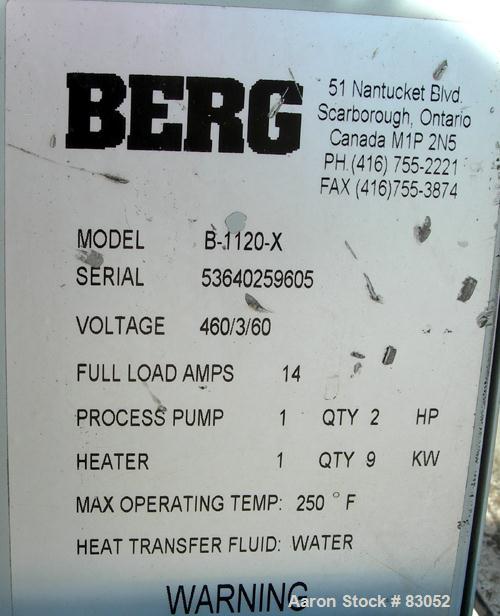 BERG
51 Nantucket Blvd.
Scarborough, Ontario
Canada M1P 2N5
PH.(416) 755-2221
FAX (416)755-3874
MODEL B-1120-X
SERIAL 53640259605
VOLTAGE 460/3/60
FULL LOAD AMPS 14
PROCESS PUMP 1 QTY 2 HP
HEATER 1 QTY 9 KW
MAX OPERATING TEMP: 250 ° F
HEAT TRANSFER FLUID: WATER
WARNING
Aaron Stock # 83052